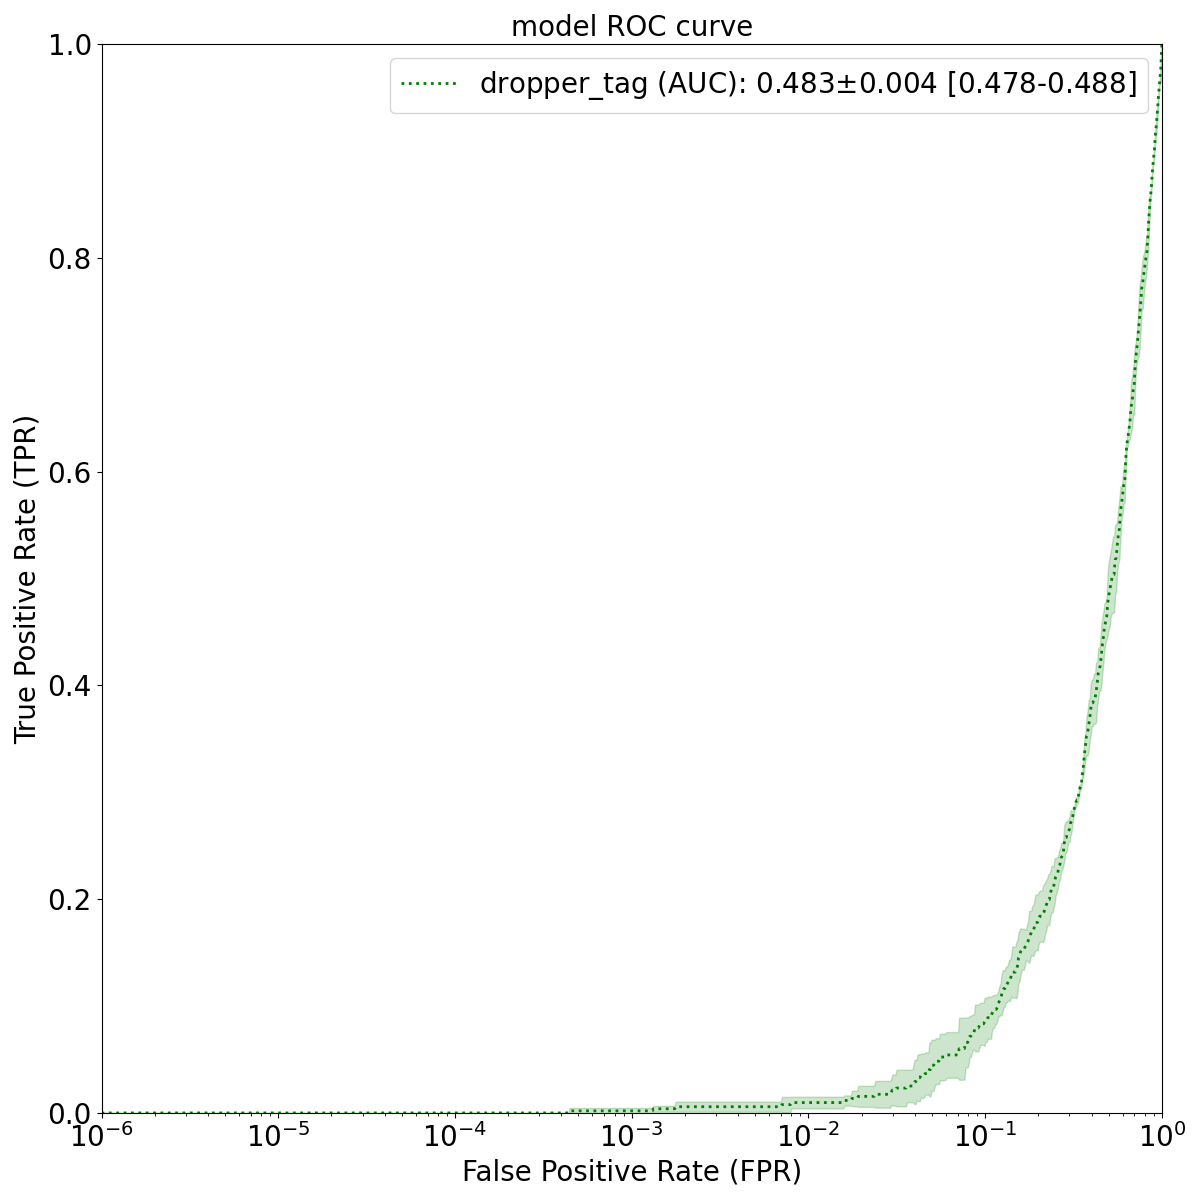 model ROC curve
dropper_tag (AUC): 0.483±0.004 [0.478-0.488]
True Positive Rate (TPR)
1.0
0.8
0.6
0.4
0.2
0.0
10⁻⁶ 10⁻⁵ 10⁻⁴ 10⁻³ 10⁻² 10⁻¹ 10⁰
False Positive Rate (FPR)